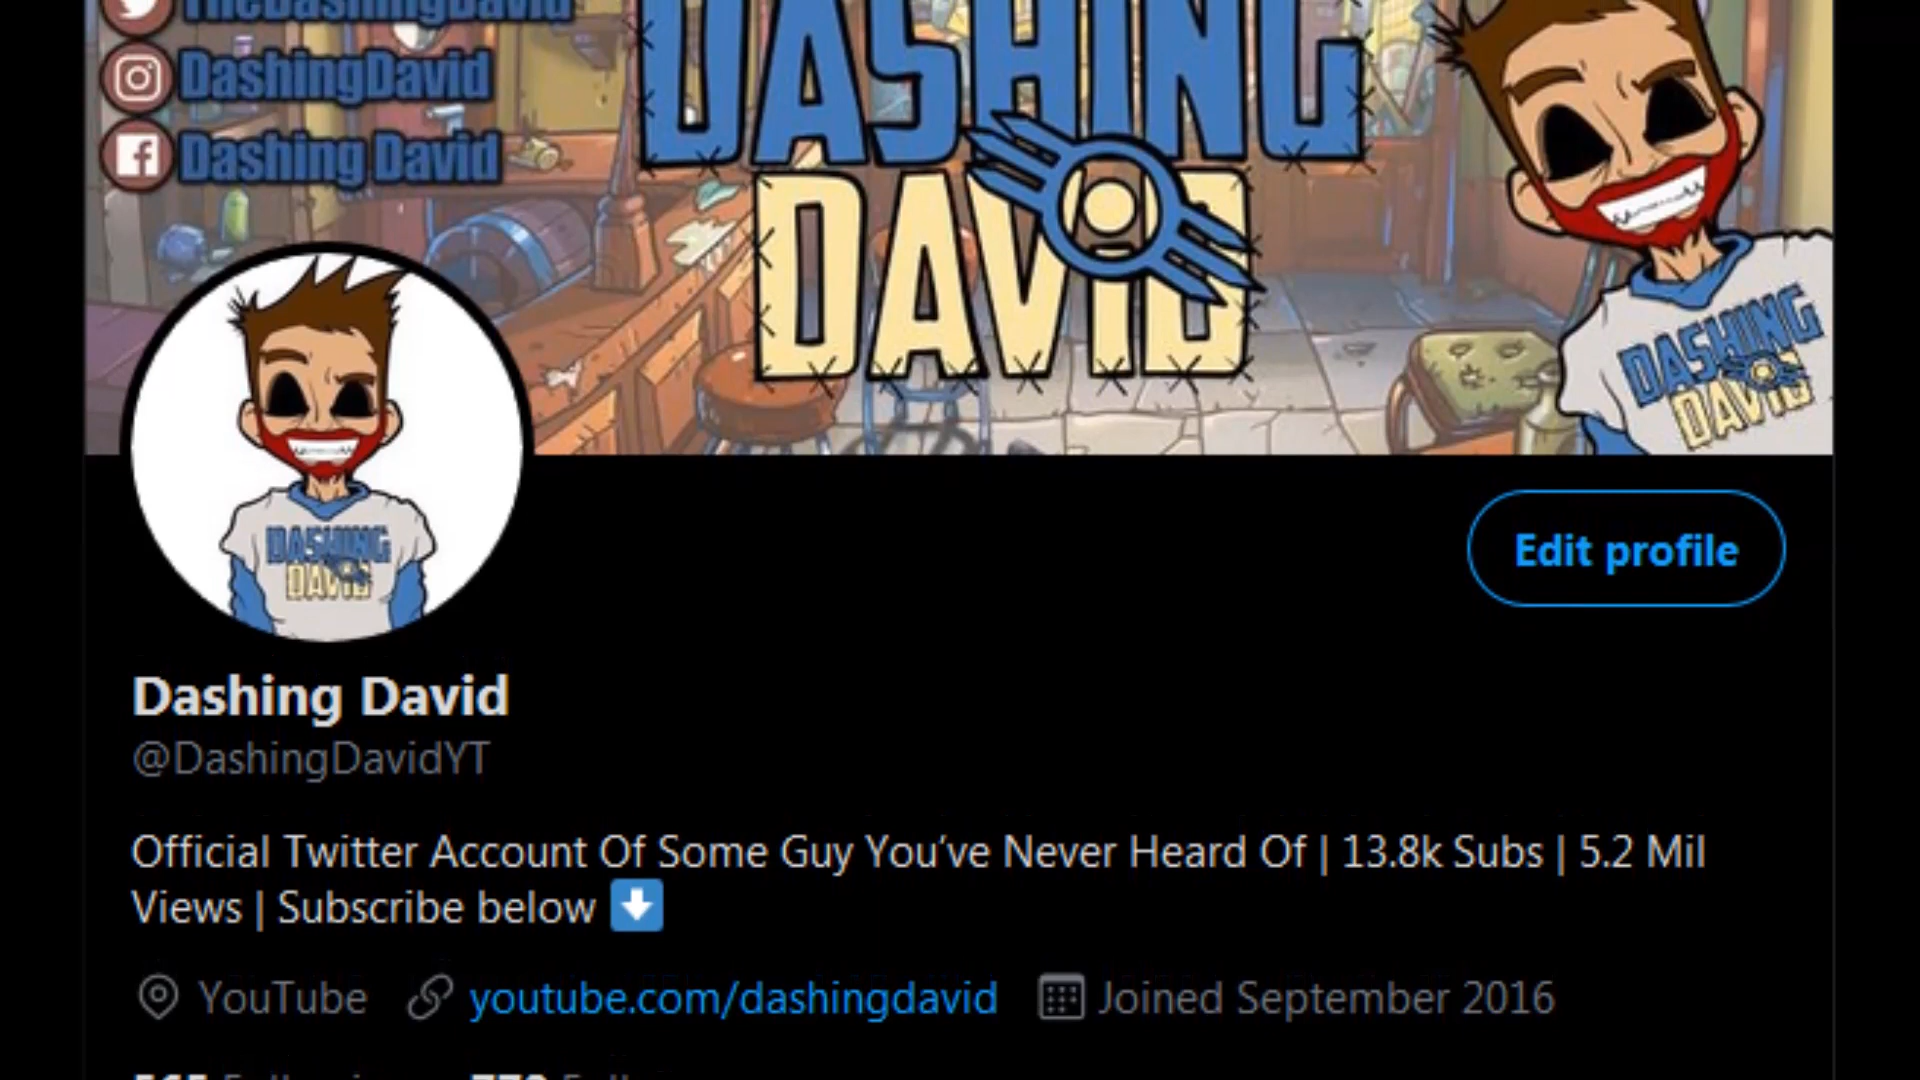 TheDashingDavid
DashingDavid
Dashing David
DASHING
DAVID
DASHING
DAVID
DASHING
DAVID
Edit profile
Dashing David
@DashingDavidYT
Official Twitter Account Of Some Guy You’ve Never Heard Of | 13.8k Subs | 5.2 Mil
Views | Subscribe below ⬇
YouTube youtube.com/dashingdavid Joined September 2016